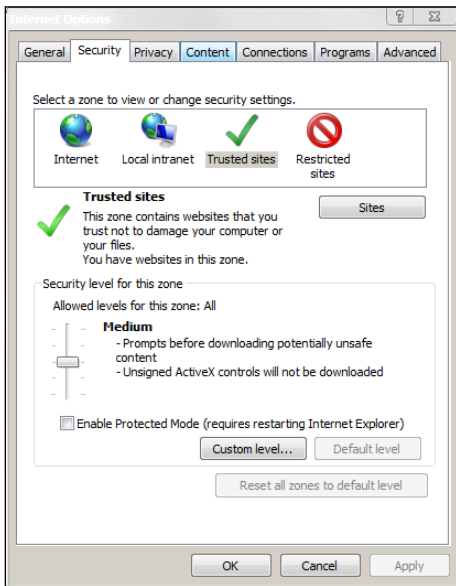 Internet Options
General Security Privacy Content Connections Programs Advanced
Select a zone to view or change security settings.
Internet Local intranet Trusted sites Restricted
sites
Trusted sites
Sites
This zone contains websites that you
trust not to damage your computer or
your files.
You have websites in this zone.
Security level for this zone
Allowed levels for this zone: All
Medium
- Prompts before downloading potentially unsafe
content
- Unsigned ActiveX controls will not be downloaded
Enable Protected Mode (requires restarting Internet Explorer)
Custom level... Default level
Reset all zones to default level
OK Cancel Apply